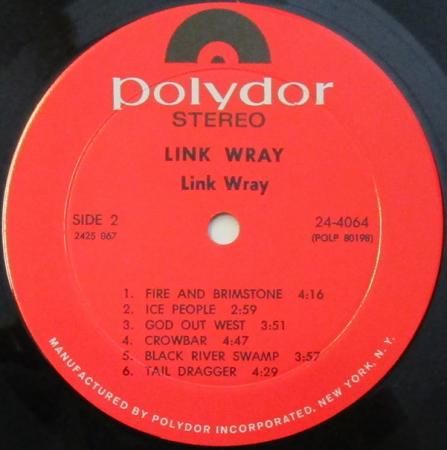 polydor
STEREO
LINK WRAY
Link Wray
SIDE 2 24-4064
2425 067 (PGLP 80198)
1. FIRE AND BRIMSTONE 4:16
2. ICE PEOPLE 2:59
3. GOD OUT WEST 3:51
4. CROWBAR 4:47
5. BLACK RIVER SWAMP 3:57
6. TAIL DRAGGER 4:29
MANUFACTURED BY POLYDOR INCORPORATED, NEW YORK, N. Y.